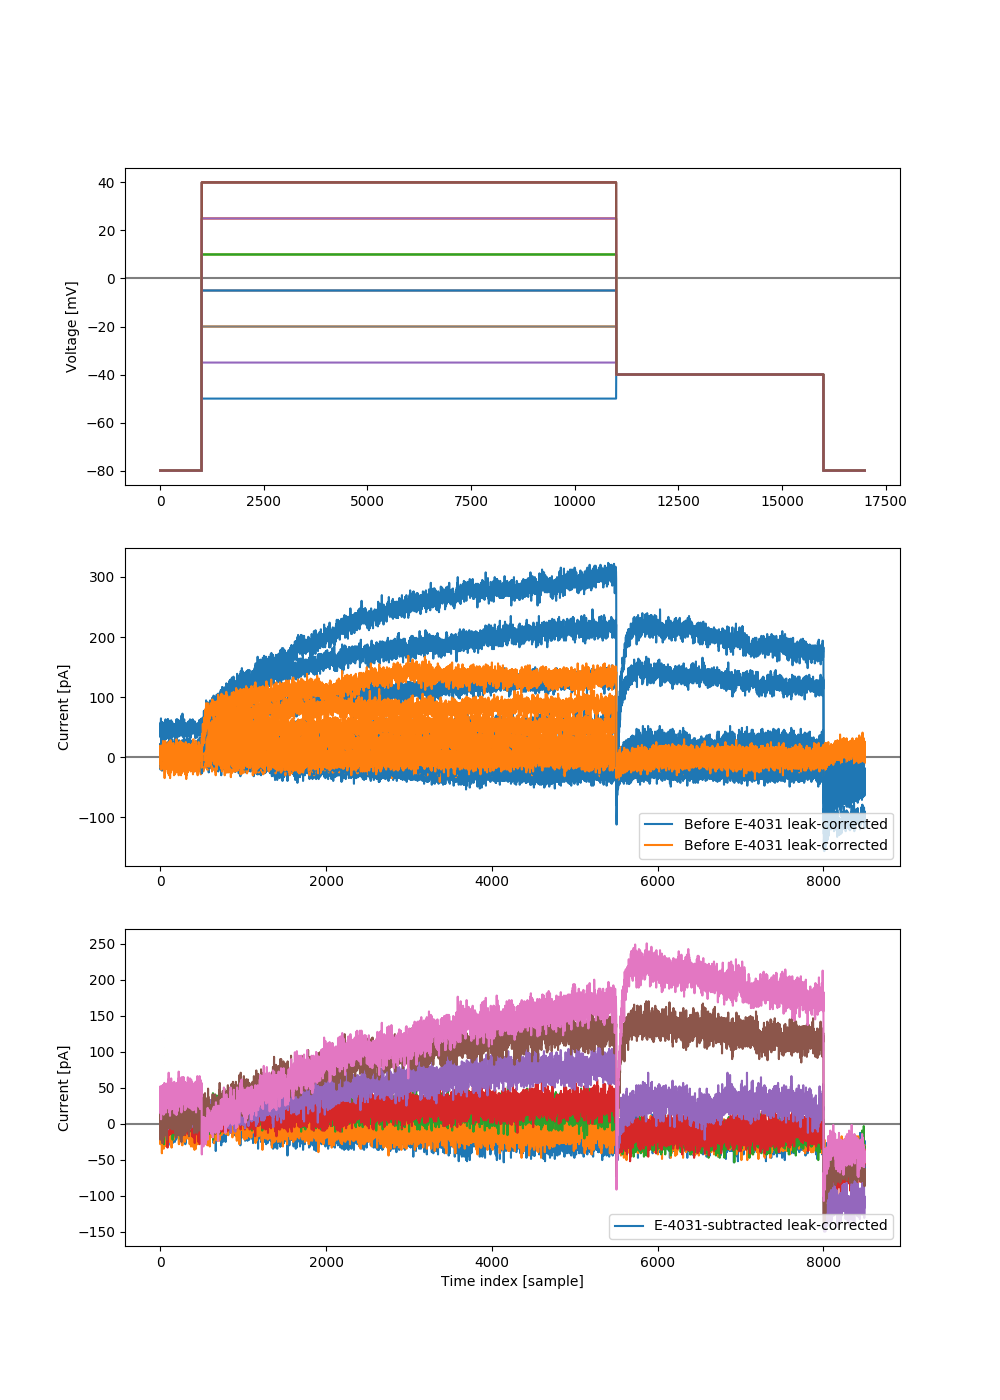 40
20
0
−20
−40
−60
−80
Voltage [mV]
0 2500 5000 7500 10000 12500 15000 17500
300
200
100
0
−100
Current [pA]
Before E-4031 leak-corrected
Before E-4031 leak-corrected
0 2000 4000 6000 8000
250
200
150
100
50
0
−50
−100
−150
Current [pA]
E-4031-subtracted leak-corrected
0 2000 4000 6000 8000
Time index [sample]